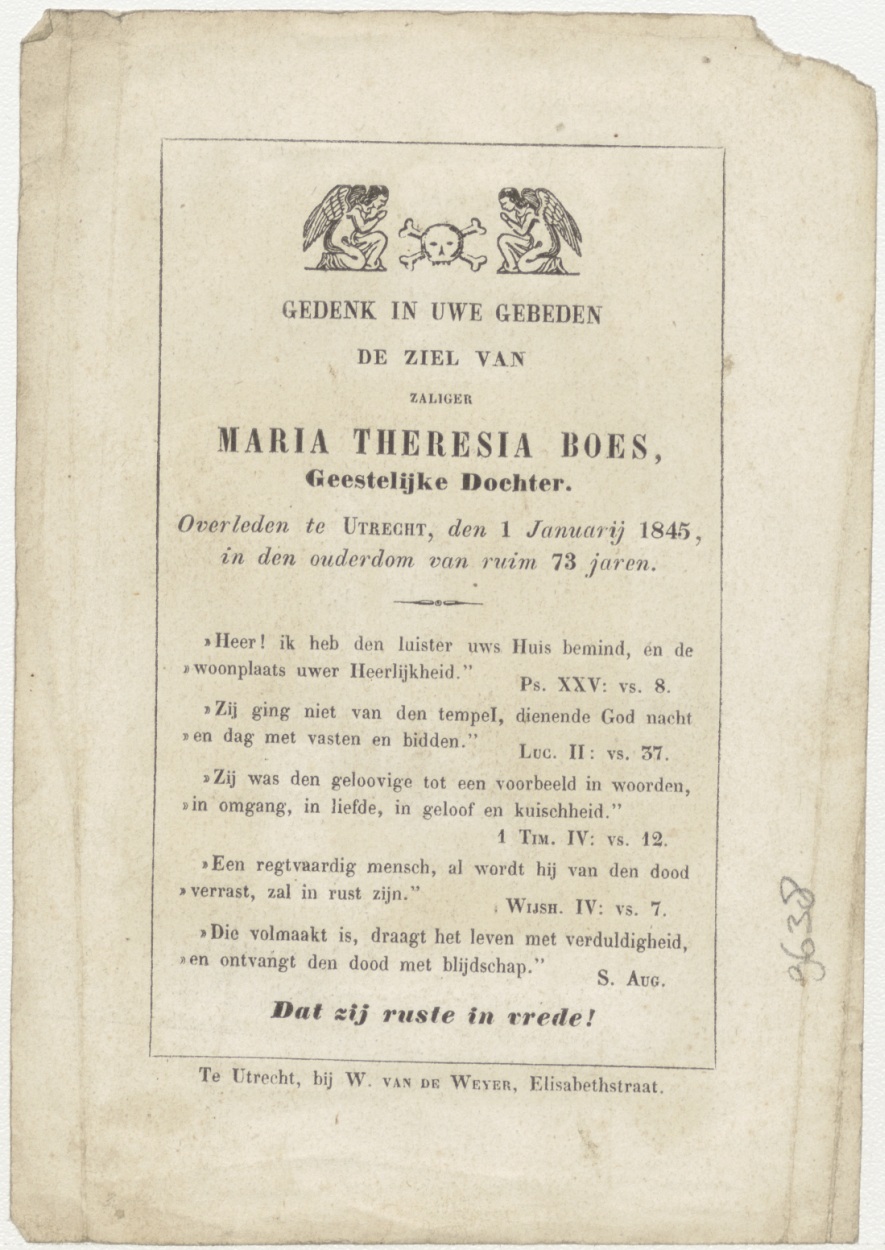 GEDENK IN UWE GEBEDEN
DE ZIEL VAN
ZALIGER
MARIA THERESIA BOES,
Geestelijke Dochter.
Overleden te UTRECHT, den 1 Januarij 1845,
in den ouderdom van ruim 73 jaren.
»Heer! ik heb den luister uws Huis bemind, en de
»woonplaats uwer Heerlijkheid.”
Ps. XXV: vs. 8.
»Zij ging niet van den tempel, dienende God nacht
»en dag met vasten en bidden.”
LUC. II: vs. 37.
»Zij was den geloovige tot een voorbeeld in woorden,
»in omgang, in liefde, in geloof en kuischheid.”
1 TIM. IV: vs. 12.
»Een regtvaardig mensch, al wordt hij van den dood
»verrast, zal in rust zijn.”
WIJSH. IV: vs. 7.
»Die volmaakt is, draagt het leven met verduldigheid,
»en ontvangt den dood met blijdschap.”
S. AUG.
Dat zij ruste in vrede!
Te Utrecht, bij W. VAN DE WEYER, Elisabethstraat.
9638